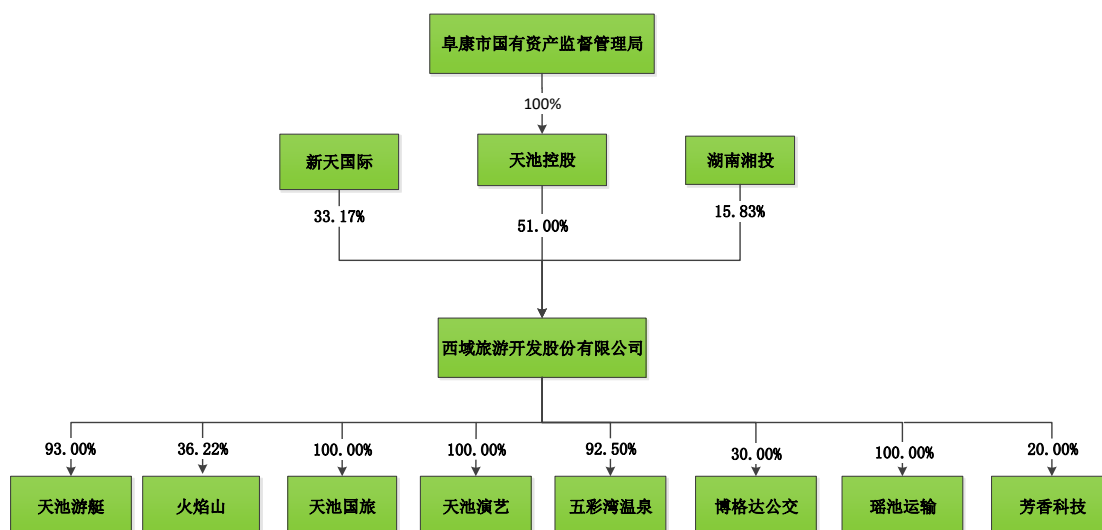 阜康市国有资产监督管理局
100%
新天国际
天池控股
湖南湘投
33.17%
51.00%
15.83%
西域旅游开发股份有限公司
93.00%
36.22%
100.00%
100.00%
92.50%
30.00%
100.00%
20.00%
天池游艇
火焰山
天池国旅
天池演艺
五彩湾温泉
博格达公交
瑶池运输
芳香科技